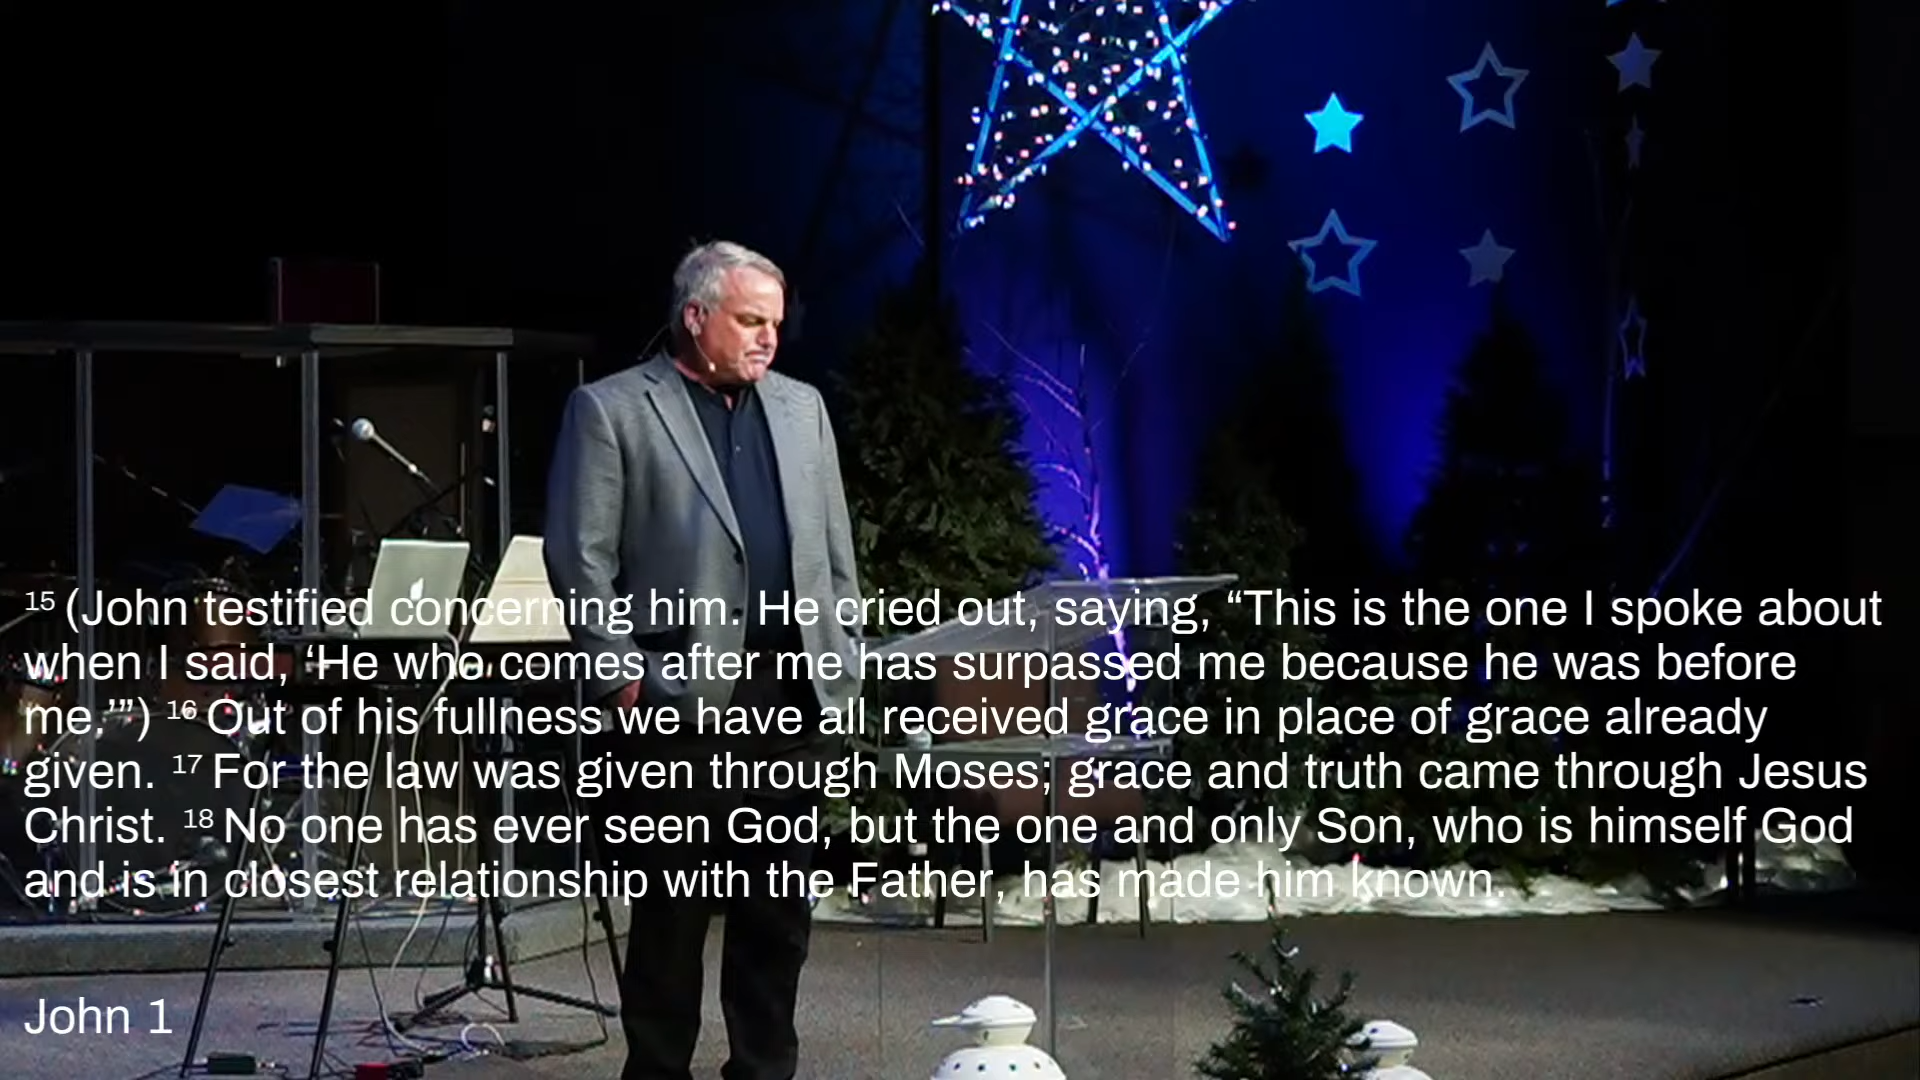 15 (John testified concerning him. He cried out, saying, “This is the one I spoke about
when I said, ‘He who comes after me has surpassed me because he was before
me.’”) 16 Out of his fullness we have all received grace in place of grace already
given. 17 For the law was given through Moses; grace and truth came through Jesus
Christ. 18 No one has ever seen God, but the one and only Son, who is himself God
and is in closest relationship with the Father, has made him known.
John 1